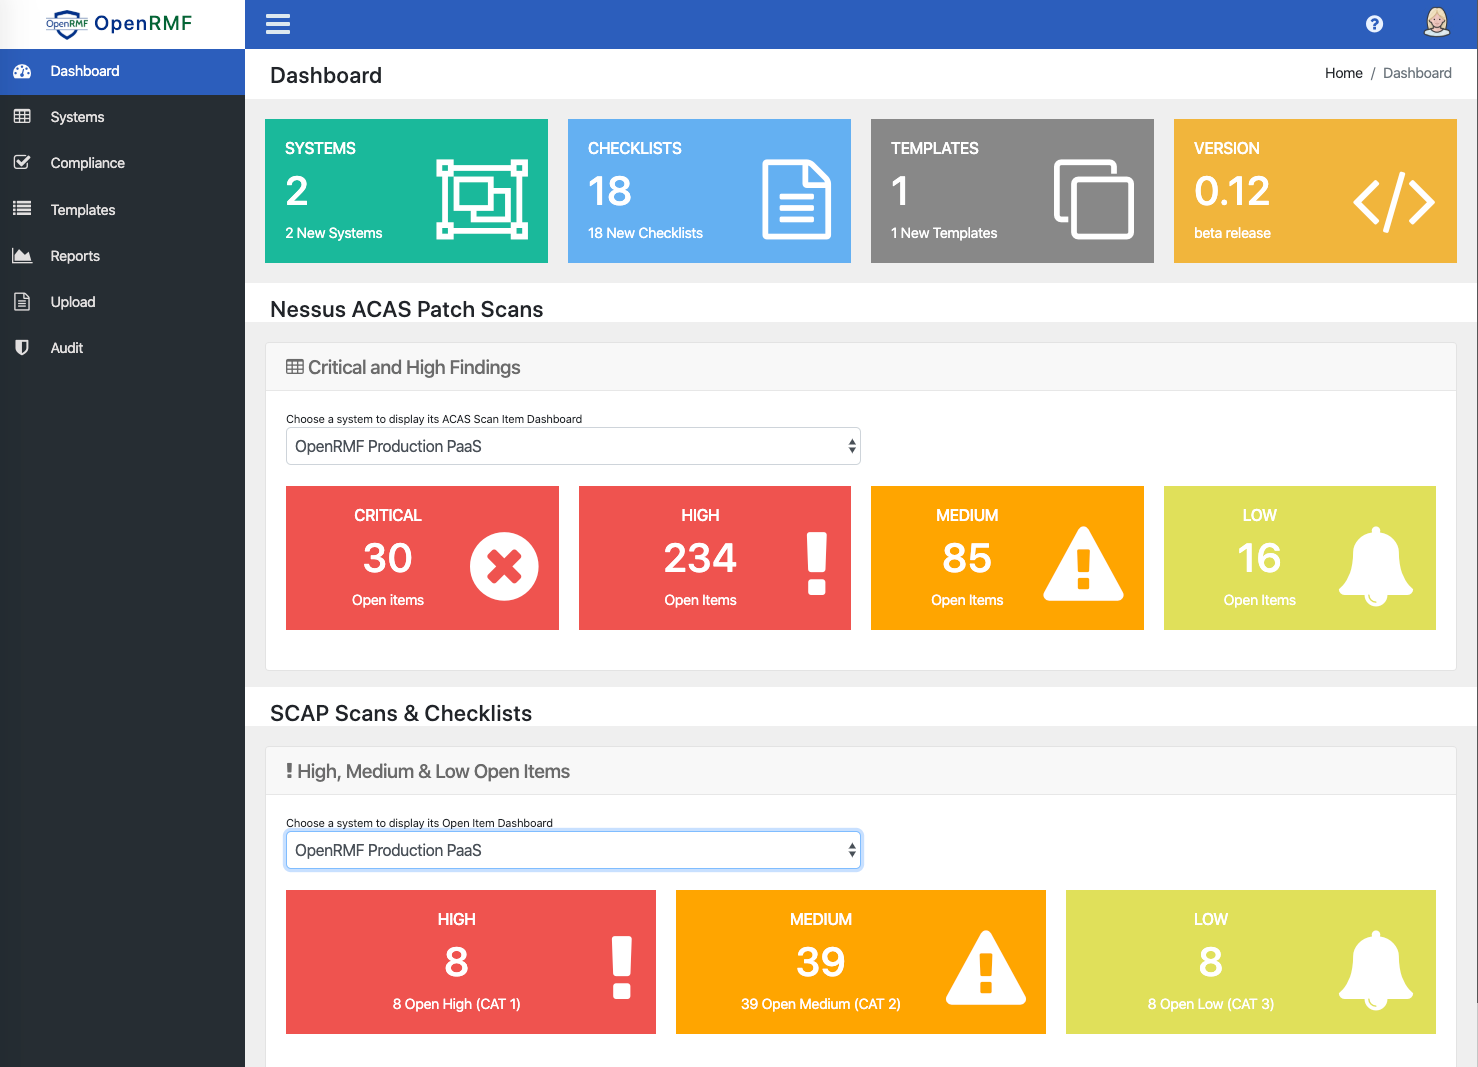 OpenRMF OpenRMF
Dashboard
Systems
Compliance
Templates
Reports
Upload
Audit
Dashboard
Home / Dashboard
SYSTEMS
2
2 New Systems
CHECKLISTS
18
18 New Checklists
TEMPLATES
1
1 New Templates
VERSION
0.12
beta release
Nessus ACAS Patch Scans
Critical and High Findings
Choose a system to display its ACAS Scan Item Dashboard
OpenRMF Production PaaS
CRITICAL
30
Open items
HIGH
234
Open Items
MEDIUM
85
Open Items
LOW
16
Open Items
SCAP Scans & Checklists
High, Medium & Low Open Items
Choose a system to display its Open Item Dashboard
OpenRMF Production PaaS
HIGH
8
8 Open High (CAT 1)
MEDIUM
39
39 Open Medium (CAT 2)
LOW
8
8 Open Low (CAT 3)